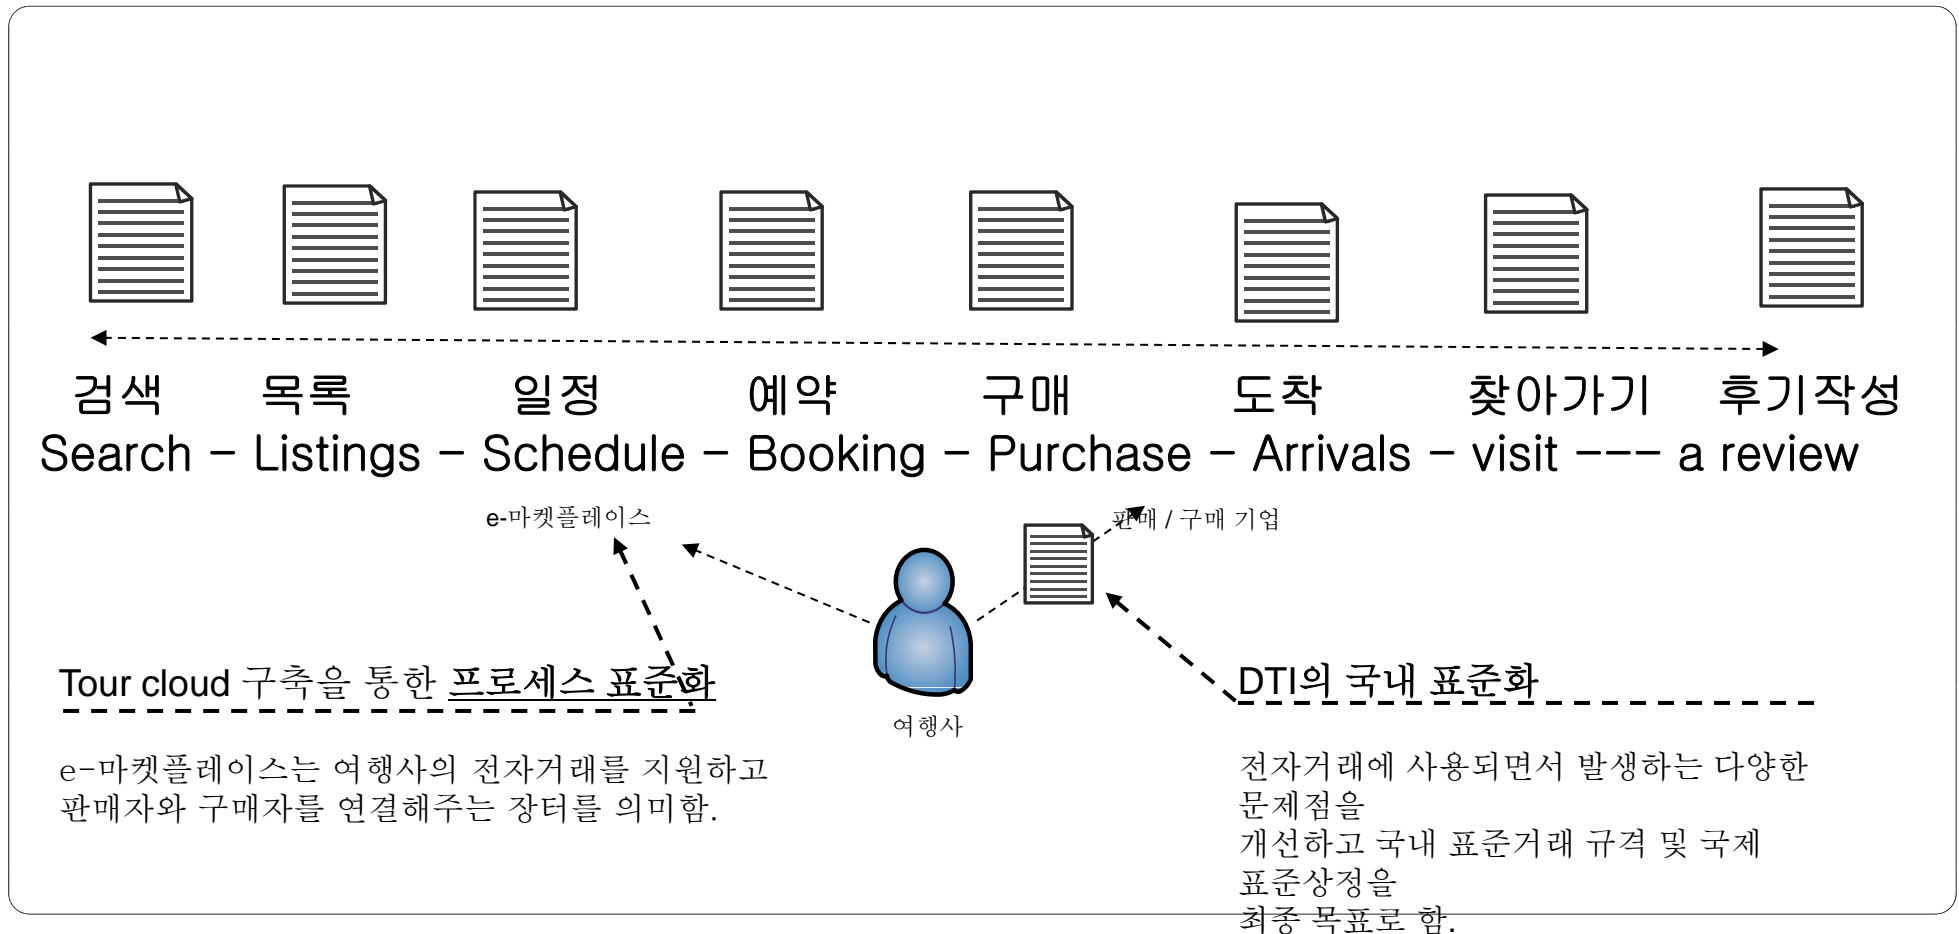 검색 목록 일정 예약 구매 도착 찾아가기 후기작성
Search - Listings - Schedule - Booking - Purchase - Arrivals - visit --- a review
e-마켓플레이스
판매 / 구매 기업
Tour cloud 구축을 통한 프로세스 표준화
DTI의 국내 표준화
여행사
e-마켓플레이스는 여행사의 전자거래를 지원하고
판매자와 구매자를 연결해주는 장터를 의미함.
전자거래에 사용되면서 발생하는 다양한
문제점을
개선하고 국내 표준거래 규격 및 국제
표준상정을
최종 목표로 함.